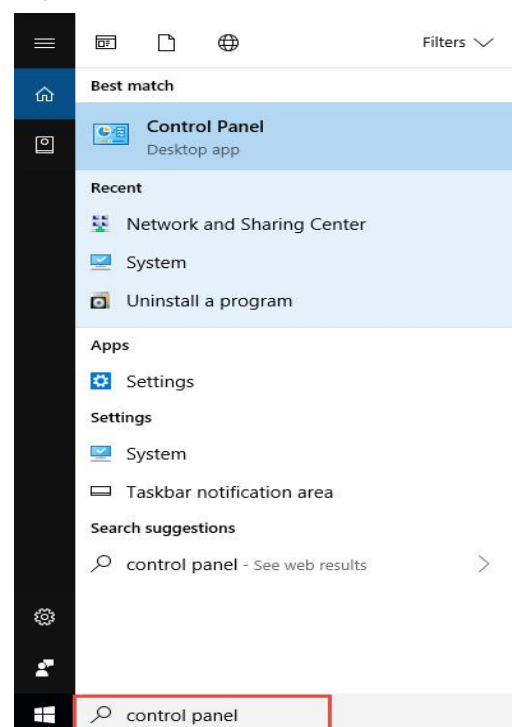 Filters
Best match
Control Panel
Desktop app
Recent
Network and Sharing Center
System
Uninstall a program
Apps
Settings
Settings
System
Taskbar notification area
Search suggestions
control panel - See web results
control panel